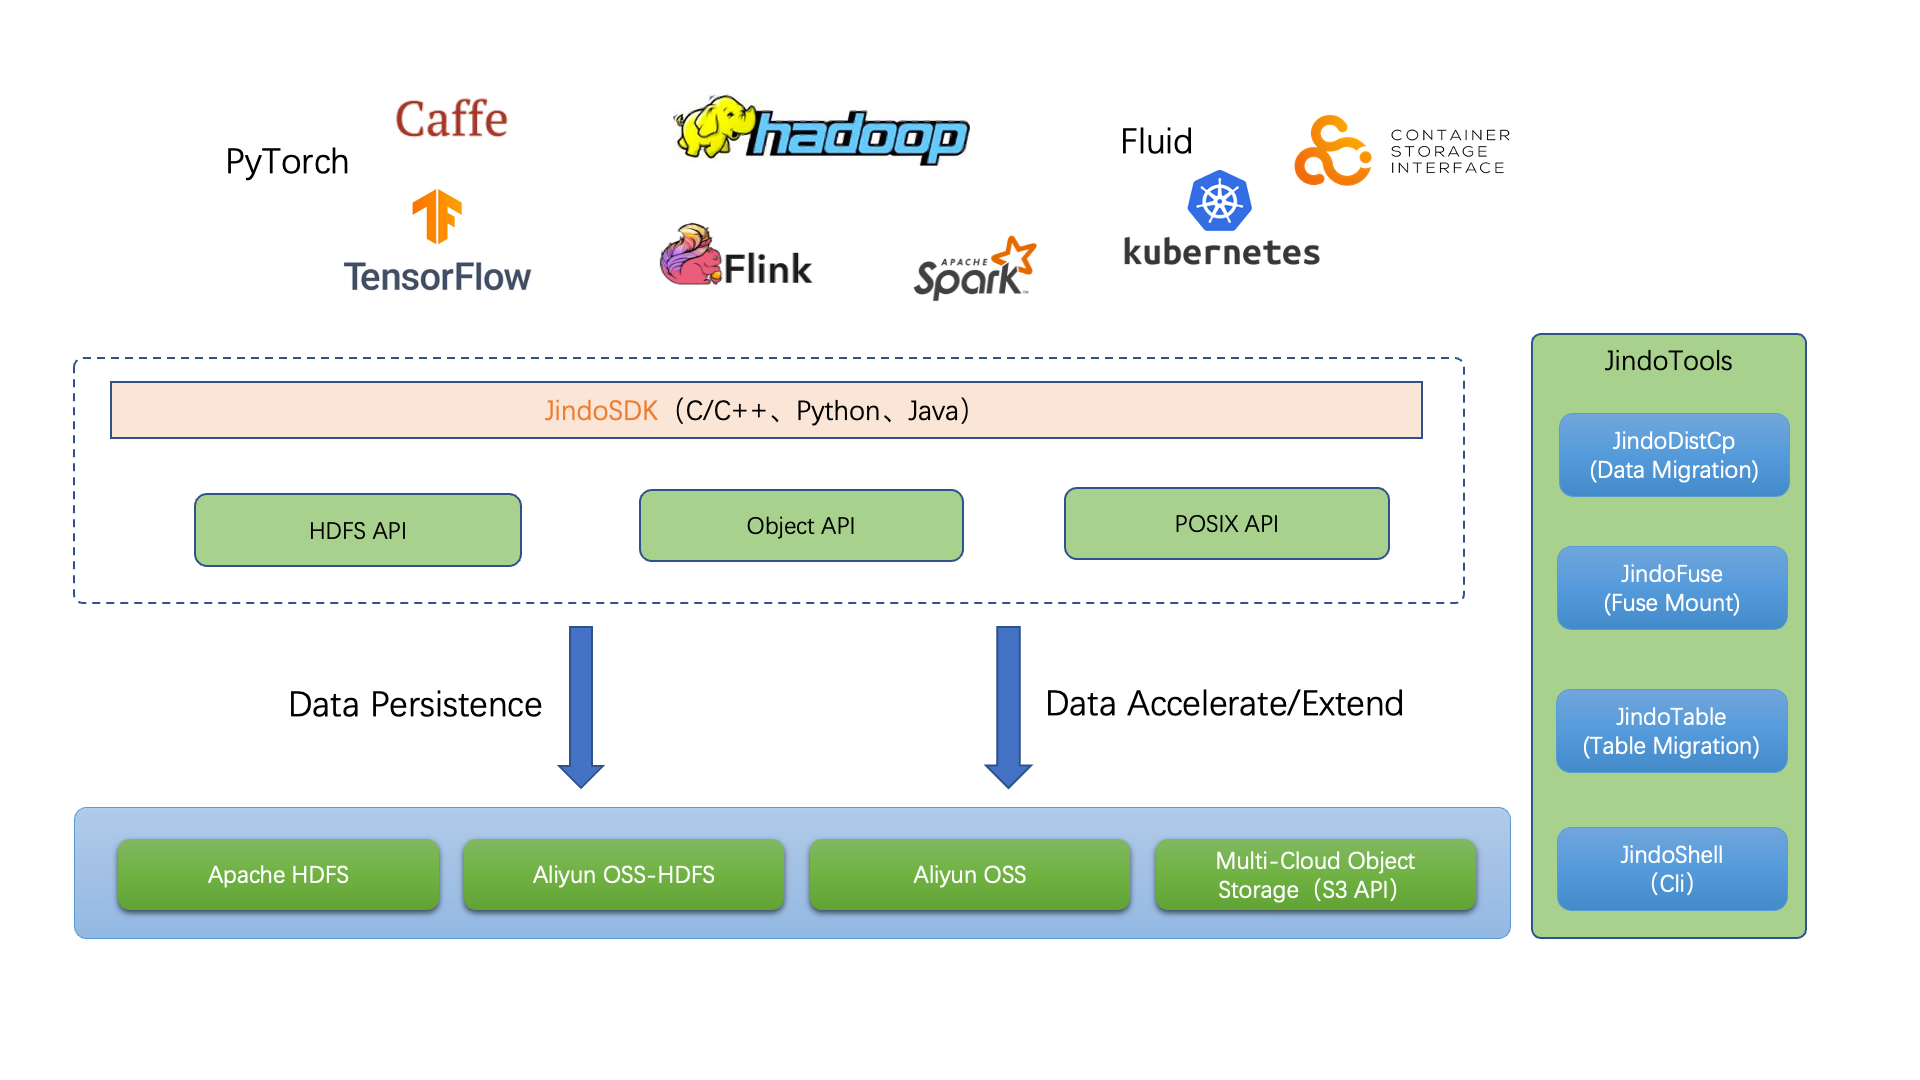 Caffe
PyTorch
TensorFlow
hadoop
Flink
APACHE
Spark™
Fluid
kubernetes
CONTAINER
STORAGE
INTERFACE
JindoSDK（C/C++、Python、Java）
HDFS API
Object API
POSIX API
Data Persistence
Data Accelerate/Extend
Apache HDFS
Aliyun OSS-HDFS
Aliyun OSS
Multi-Cloud Object
Storage（S3 API）
JindoTools
JindoDistCp
(Data Migration)
JindoFuse
(Fuse Mount)
JindoTable
(Table Migration)
JindoShell
（Cli）